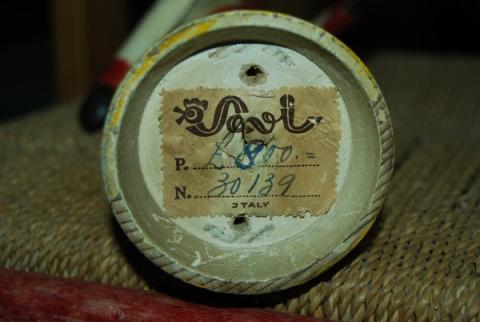 Sevi
P. £ 800.=
N. 30139
ITALY